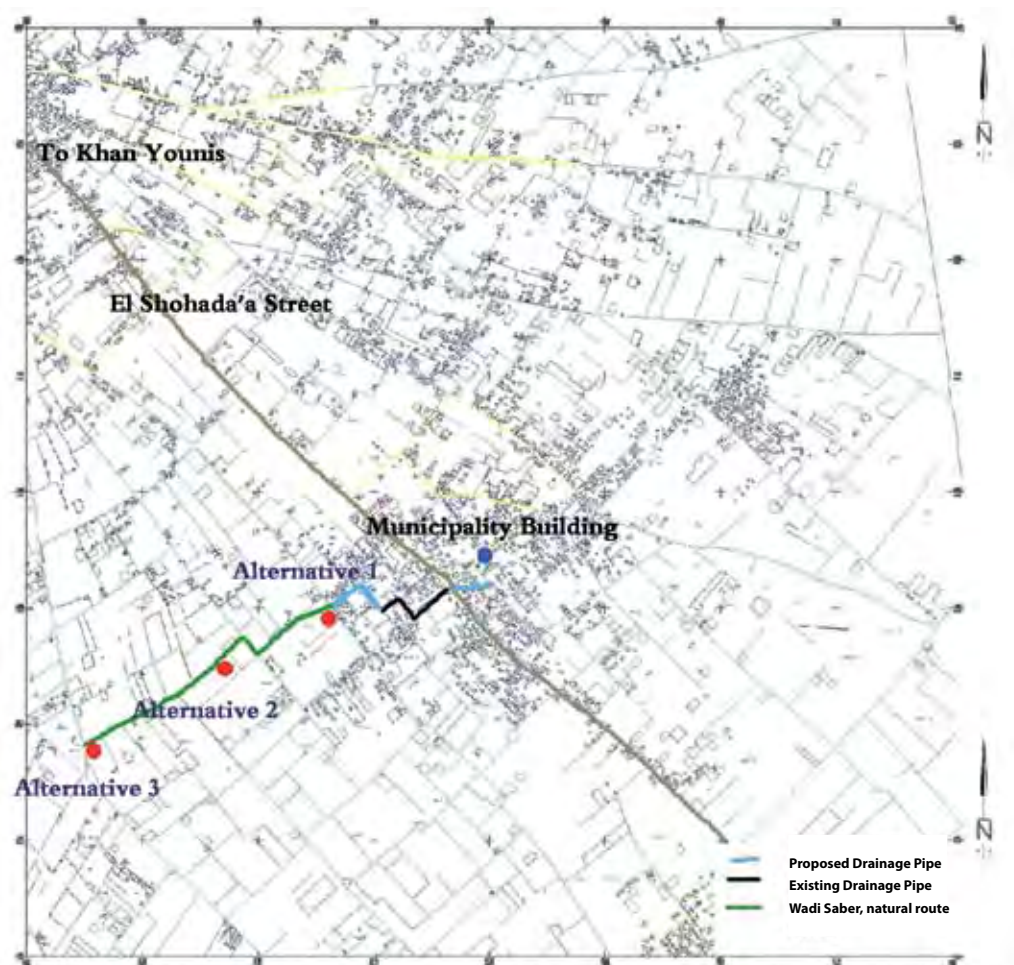 To Khan Younis
N
El Shohada'a Street
Municipality Building
Alternative 1
Alternative 2
Alternative 3
N
Proposed Drainage Pipe
Existing Drainage Pipe
Wadi Saber, natural route